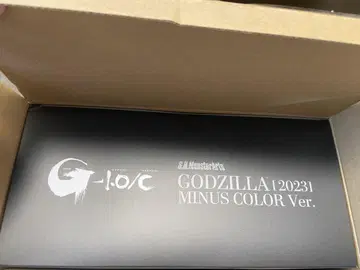 G-1.0/C
S.H.MonsterArts
GODZILLA [2023]
MINUS COLOR Ver.